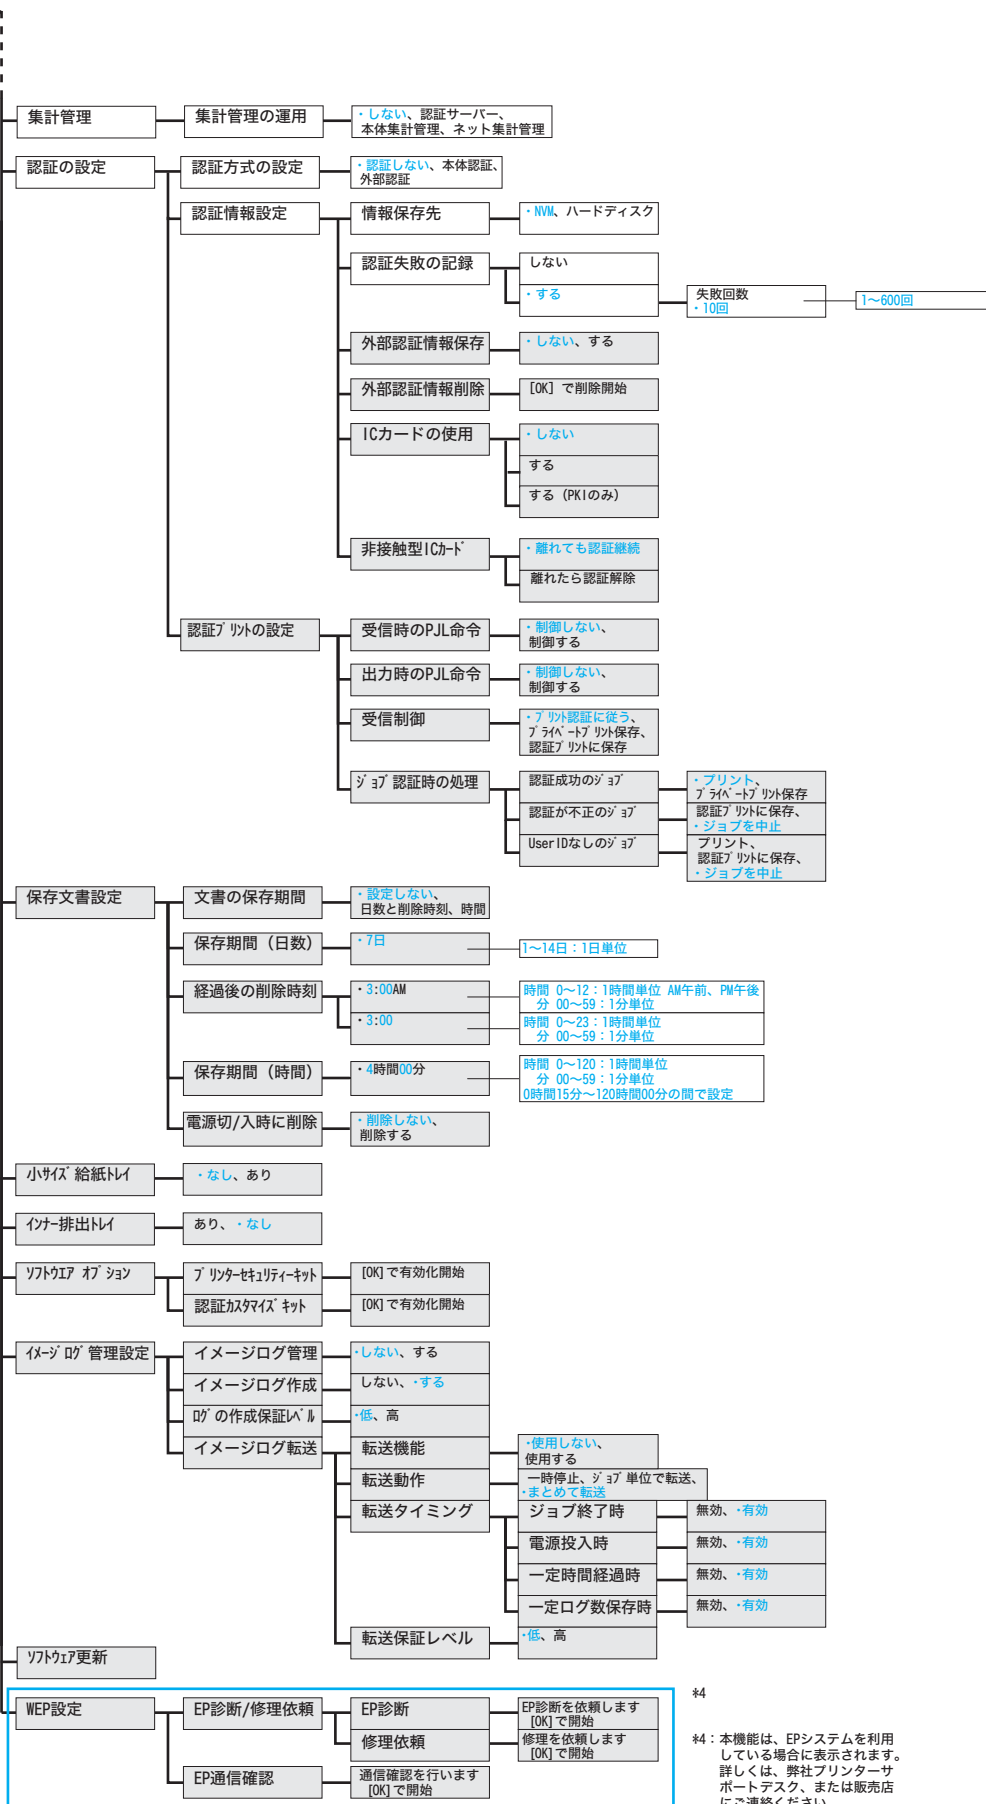 集計管理
集計管理の運用
・しない、認証サーバー、
本体集計管理、ネット集計管理
認証の設定
認証方式の設定
・認証しない、本体認証、
外部認証
認証情報設定
情報保存先
・NVM、ハードディスク
認証失敗の記録
しない
・する
失敗回数
・10回
1～600回
外部認証情報保存
・しない、する
外部認証情報削除
[OK] で削除開始
ICカードの使用
・しない
する
する（PKIのみ）
非接触型ICｶｰﾄﾞ
・離れても認証継続
離れたら認証解除
認証ﾌﾟﾘﾝﾄの設定
受信時のPJL命令
・制御しない、
制御する
出力時のPJL命令
・制御しない、
制御する
受信制御
・ﾌﾟﾘﾝﾄ認証に従う、
ﾌﾟﾗｲﾍﾞｰﾄﾌﾟﾘﾝﾄ保存、
認証ﾌﾟﾘﾝﾄに保存
ｼﾞｮﾌﾞ認証時の処理
認証成功のｼﾞｮﾌﾞ
・プリント、
ﾌﾟﾗｲﾍﾞｰﾄﾌﾟﾘﾝﾄ保存
認証が不正のｼﾞｮﾌﾞ
認証ﾌﾟﾘﾝﾄに保存、
・ジョブを中止
UserIDなしのｼﾞｮﾌﾞ
プリント、
認証ﾌﾟﾘﾝﾄに保存、
・ジョブを中止
保存文書設定
文書の保存期間
・設定しない、
日数と削除時刻、時間
保存期間（日数）
・7日
1～14日：1日単位
経過後の削除時刻
・3:00AM
時間 0～12：1時間単位 AM午前、PM午後
分 00～59：1分単位
・3:00
時間 0～23：1時間単位
分 00～59：1分単位
保存期間（時間）
・4時間00分
時間 0～120：1時間単位
分 00～59：1分単位
0時間15分～120時間00分の間で設定
電源切/入時に削除
・削除しない、
削除する
小ｻｲｽﾞ給紙ﾄﾚｲ
・なし、あり
ｲﾝﾅｰ排出ﾄﾚｲ
あり、・なし
ｿﾌﾄｳｴｱ ｵﾌﾟｼｮﾝ
ﾌﾟﾘﾝﾀｰｾｷｭﾘﾃｨｰｷｯﾄ
[OK]で有効化開始
認証ｶｽﾀﾏｲｽﾞｷｯﾄ
[OK]で有効化開始
ｲﾒｰｼﾞﾛｸﾞ管理設定
イメージログ管理
・しない、する
イメージログ作成
しない、・する
ﾛｸﾞの作成保証ﾚﾍﾞﾙ
・低、高
イメージログ転送
転送機能
・使用しない、
使用する
転送動作
一時停止、ｼﾞｮﾌﾞ単位で転送、
・まとめて転送
転送タイミング
ジョブ終了時
無効、・有効
電源投入時
無効、・有効
一定時間経過時
無効、・有効
一定ログ数保存時
無効、・有効
転送保証レベル
・低、高
ｿﾌﾄｳｪｱ更新
WEP設定
EP診断/修理依頼
EP診断
EP診断を依頼します
[OK]で開始
修理依頼
修理を依頼します
[OK]で開始
EP通信確認
通信確認を行います
[OK]で開始
*4
*4：本機能は、EPシステムを利用
している場合に表示されます。
詳しくは、弊社プリンターサ
ポートデスク、または販売店
にご連絡ください